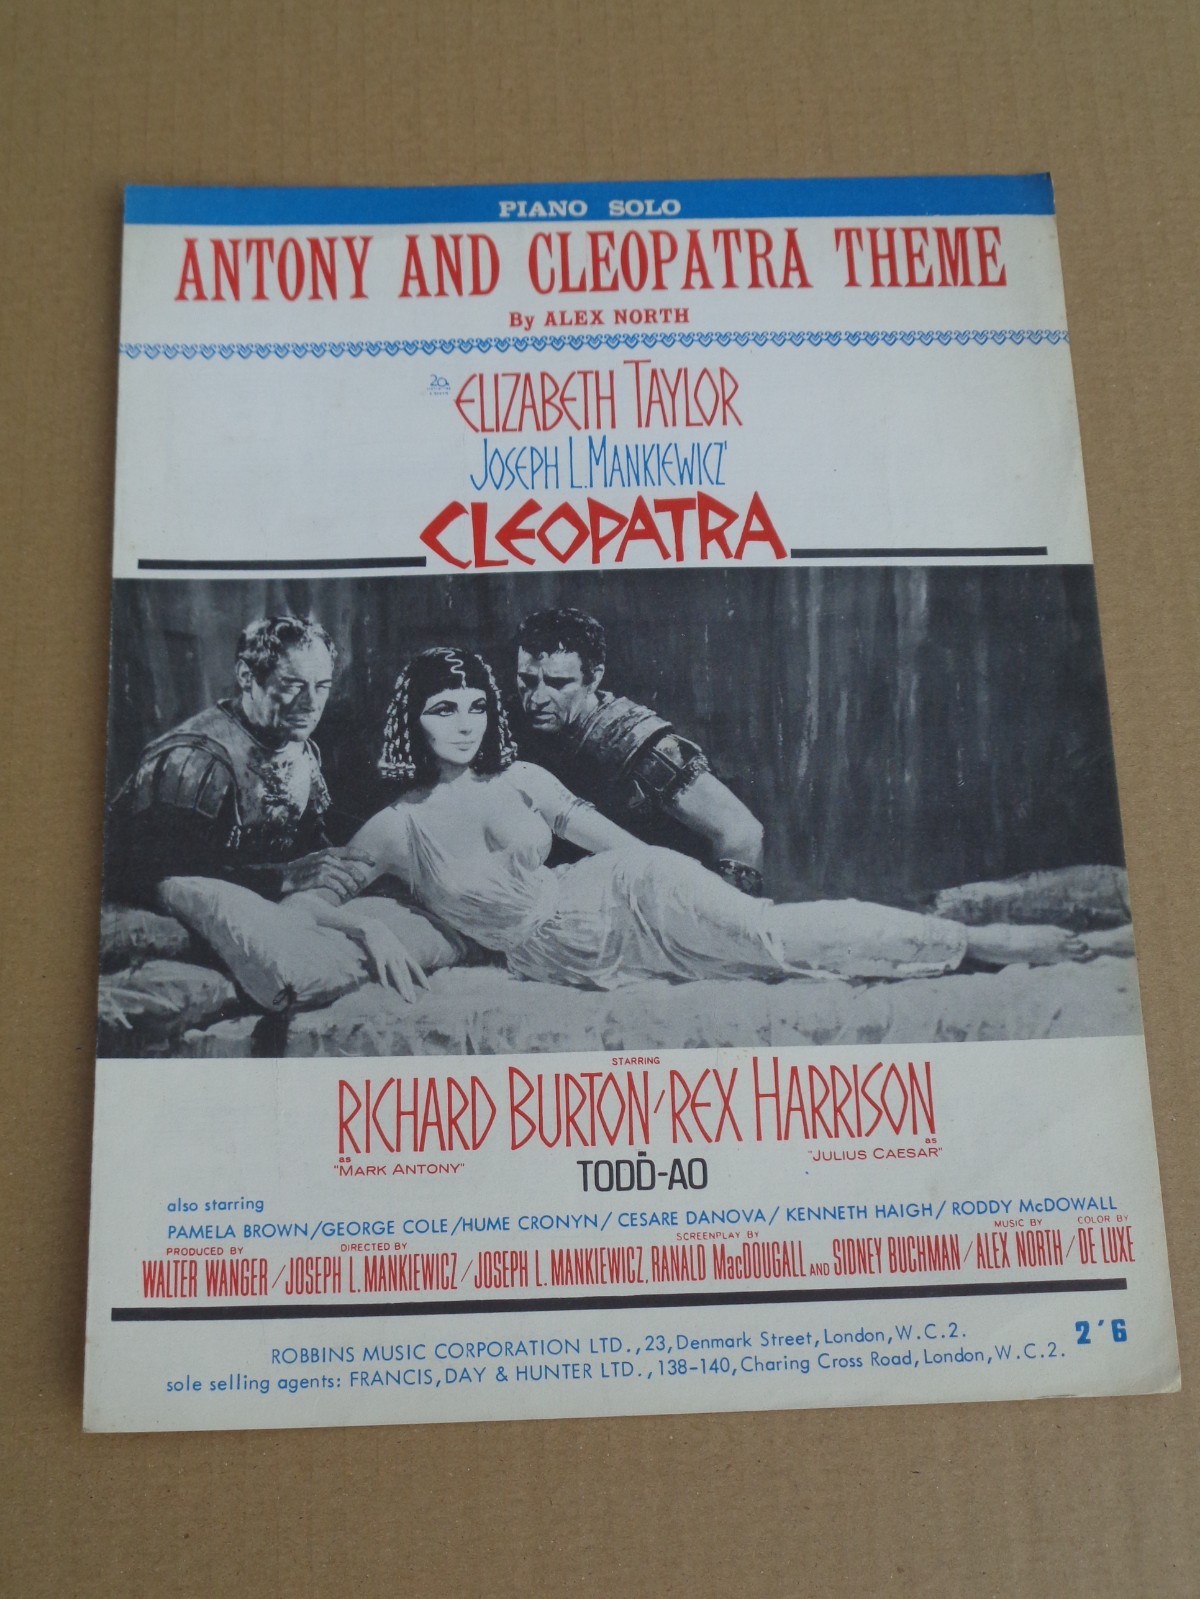 PIANO SOLO
ANTONY AND CLEOPATRA THEME
By ALEX NORTH
20
ELIZABETH TAYLOR
JOSEPH L. MANKIEWICZ'
CLEOPATRA
STARRING
RICHARD BURTON / REX HARRISON
as "MARK ANTONY"
as "JULIUS CAESAR"
TODD-AO
also starring
PAMELA BROWN/GEORGE COLE/HUME CRONYN/CESARE DANOVA/KENNETH HAIGH/RODDY McDOWALL
PRODUCED BY DIRECTED BY SCREENPLAY BY MUSIC BY COLOR BY
WALTER WANGER/JOSEPH L. MANKIEWICZ/JOSEPH L. MANKIEWICZ, RANALD MacDOUGALL AND SIDNEY BUCHMAN/ALEX NORTH/DE LUXE
ROBBINS MUSIC CORPORATION LTD., 23, Denmark Street, London, W.C.2.
2'6
sole selling agents: FRANCIS, DAY & HUNTER LTD., 138-140, Charing Cross Road, London, W.C.2.